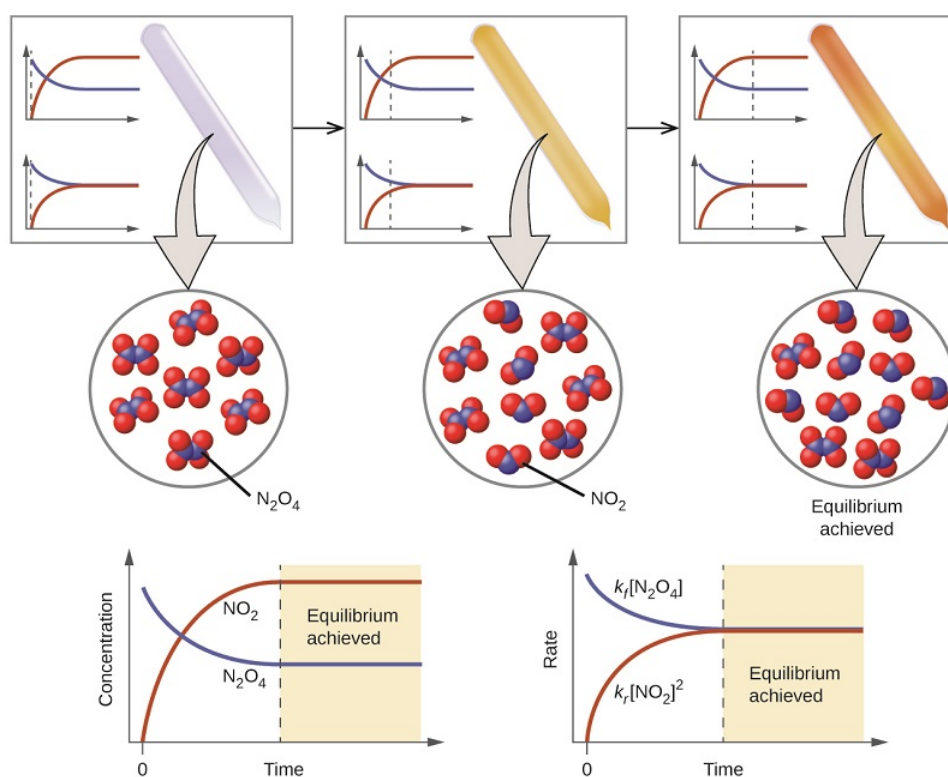 N₂O₄
NO₂
Equilibrium
achieved
Concentration
NO₂
N₂O₄
Equilibrium
achieved
0
Time
Rate
kf[N₂O₄]
kr[NO₂]²
Equilibrium
achieved
0
Time